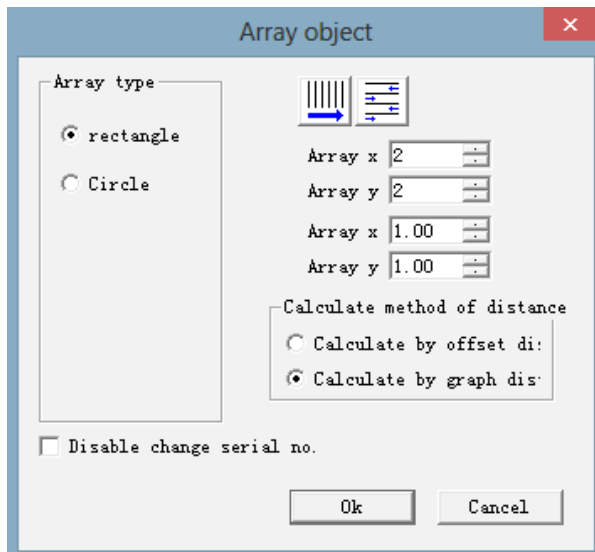 Array object
Array type
rectangle
Circle
Array x 2
Array y 2
Array x 1.00
Array y 1.00
Calculate method of distance
Calculate by offset di
Calculate by graph dis
Disable change serial no.
Ok
Cancel